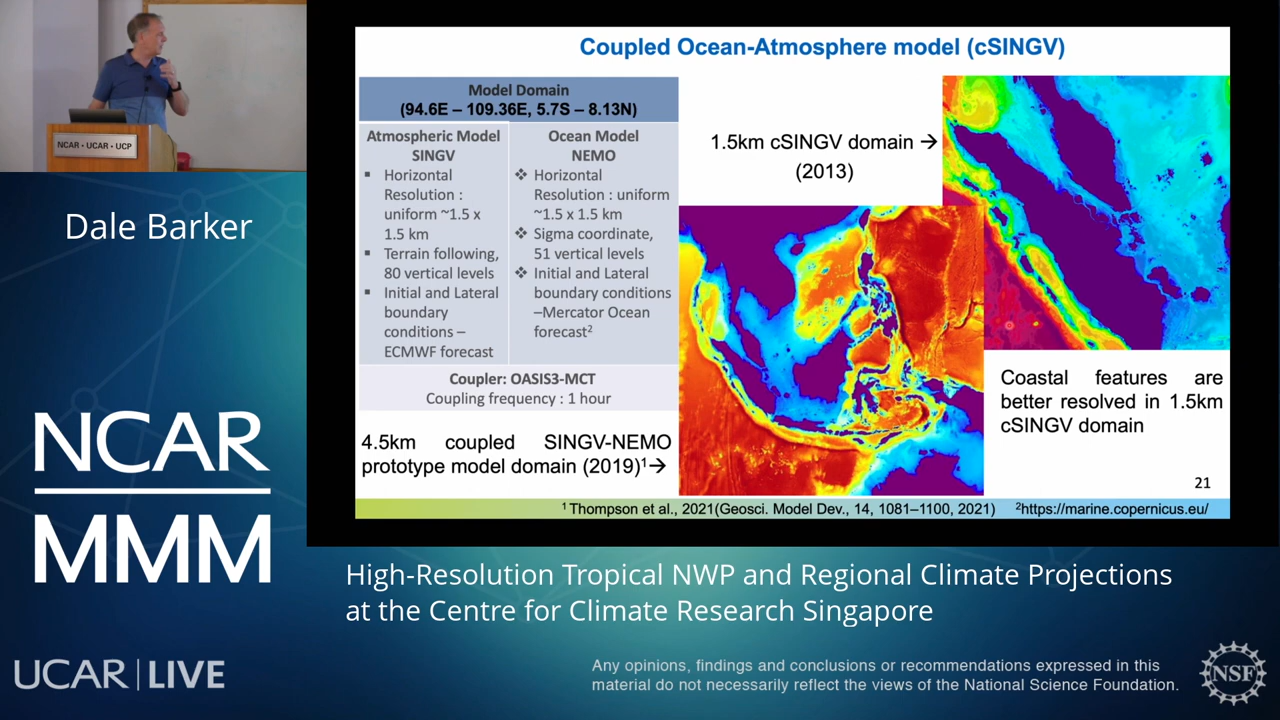 NCAR • UCAR • UCP
Dale Barker
NCAR
MMM
UCAR | LIVE
Coupled Ocean-Atmosphere model (cSINGV)
Model Domain
(94.6E – 109.36E, 5.7S – 8.13N)
Atmospheric Model
SINGV
▪ Horizontal
Resolution :
uniform ~1.5 x
1.5 km
▪ Terrain following,
80 vertical levels
▪ Initial and Lateral
boundary
conditions –
ECMWF forecast
Ocean Model
NEMO
❖ Horizontal
Resolution : uniform
~1.5 x 1.5 km
❖ Sigma coordinate,
51 vertical levels
❖ Initial and Lateral
boundary conditions
–Mercator Ocean
forecast²
Coupler: OASIS3-MCT
Coupling frequency : 1 hour
4.5km coupled SINGV-NEMO
prototype model domain (2019)¹→
1.5km cSINGV domain →
(2013)
Coastal features are
better resolved in 1.5km
cSINGV domain
21
¹ Thompson et al., 2021(Geosci. Model Dev., 14, 1081–1100, 2021) ²https://marine.copernicus.eu/
High-Resolution Tropical NWP and Regional Climate Projections
at the Centre for Climate Research Singapore
Any opinions, findings and conclusions or recommendations expressed in this
material do not necessarily reflect the views of the National Science Foundation.
NSF